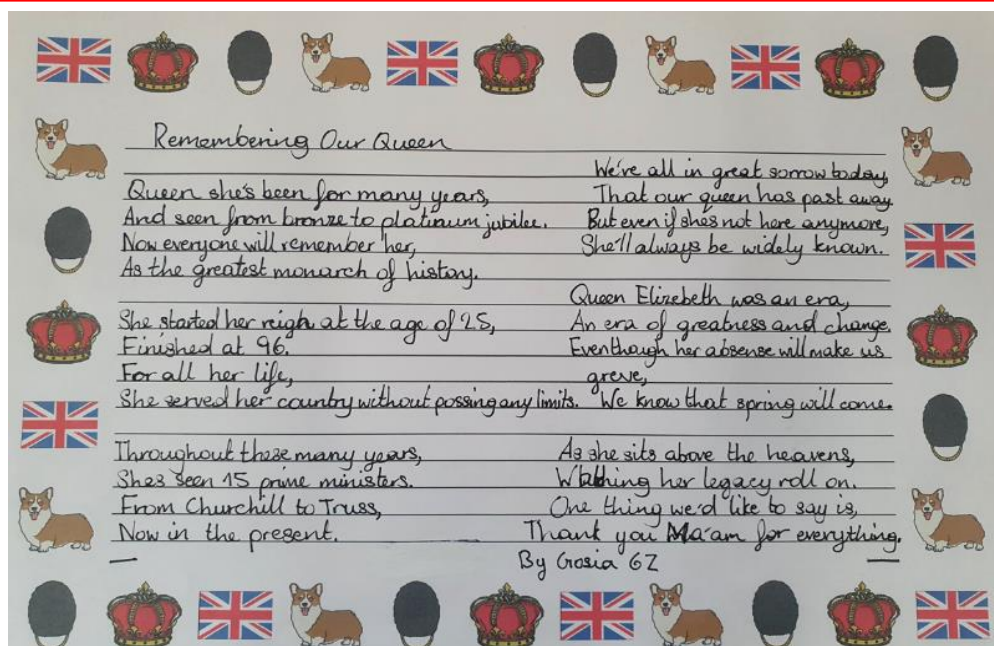 Remembering Our Queen
Queen she's been for many years,
And seen from bronze to platinum jubilee.
Now everyone will remember her,
As the greatest monarch of history.
She started her reigh at the age of 25,
Finished at 96.
For all her life,
She served her country without possing any limits.
Throughout these many years,
Shes seen 15 prime ministers.
From Churchill to Truss,
Now in the present.
We're all in great sorrow today,
That our queen has past away.
But even if she's not here anymore,
She'll always be widely known.
Queen Elizebeth was an era,
An era of greatness and change.
Eventhough her absense will make us
greve,
We know that spring will come.
As she sits above the heavens,
Watching her legacy roll on.
One thing we'd like to say is,
Thank you Ma'am for everything.
By Gosia 6Z